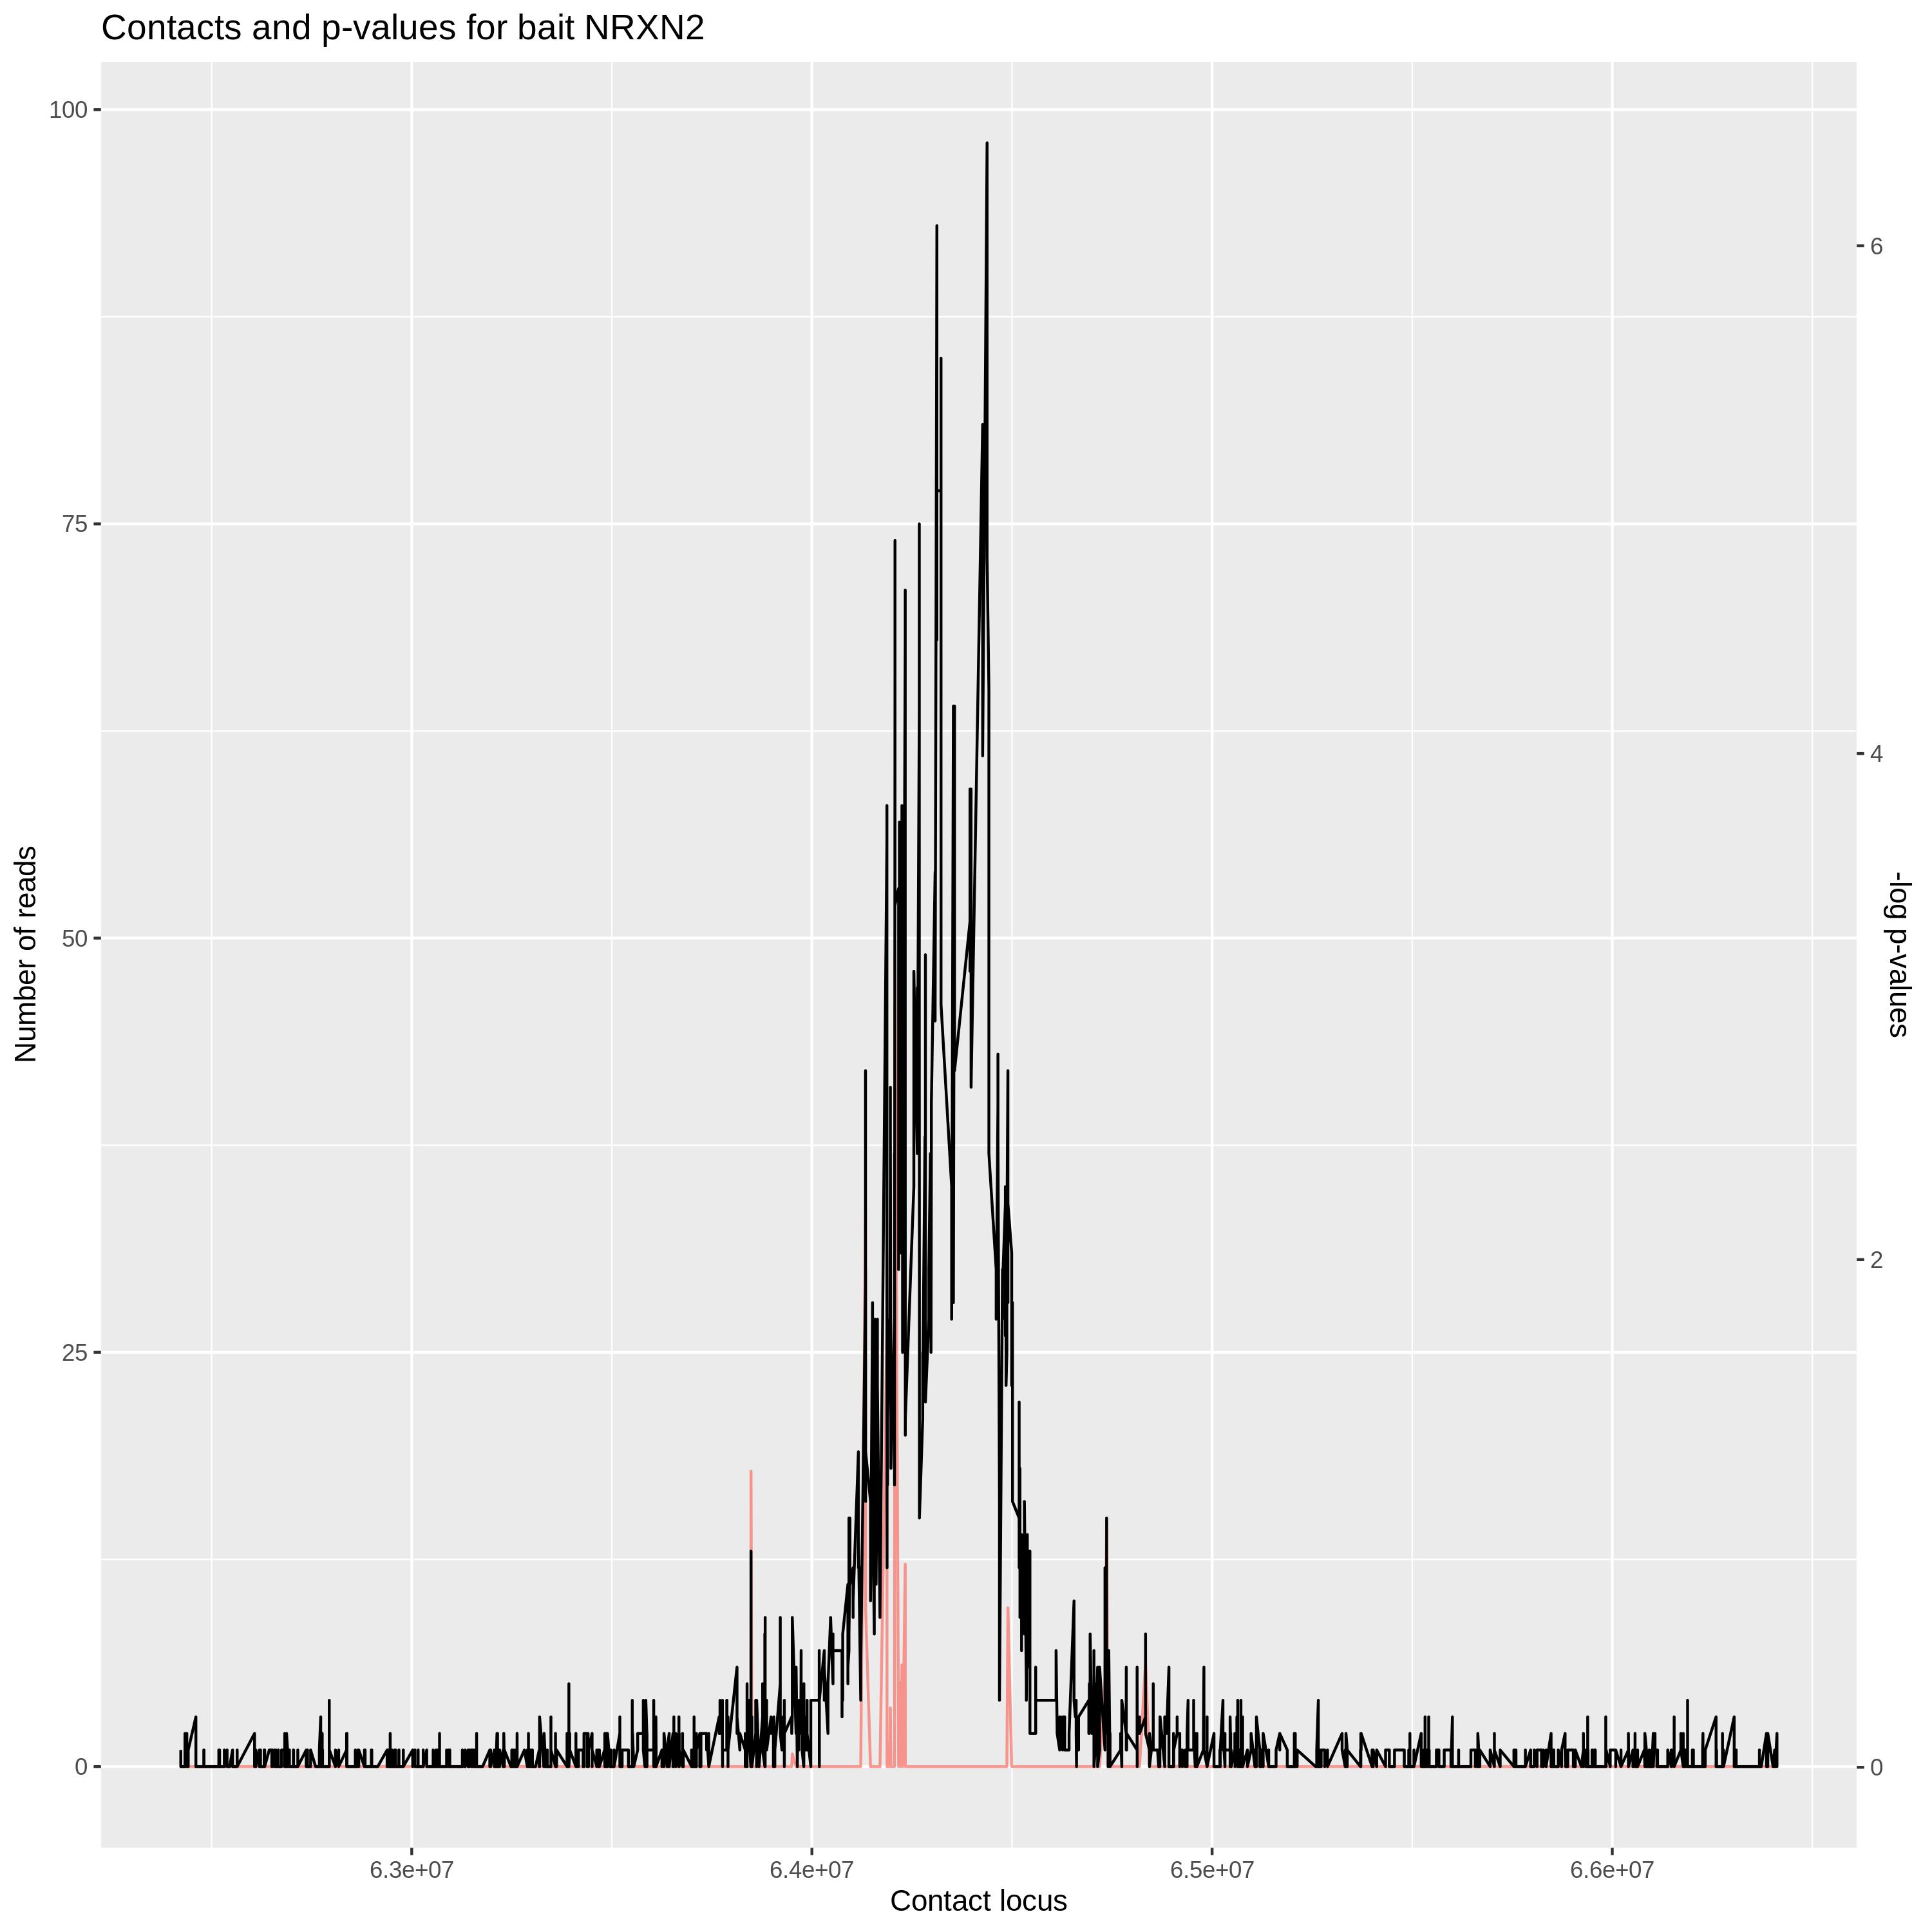 Contacts and p-values for bait NRXN2
100
75
50
25
0
Number of reads
6
4
2
0
-log p-values
6.3e+07 6.4e+07 6.5e+07 6.6e+07
Contact locus